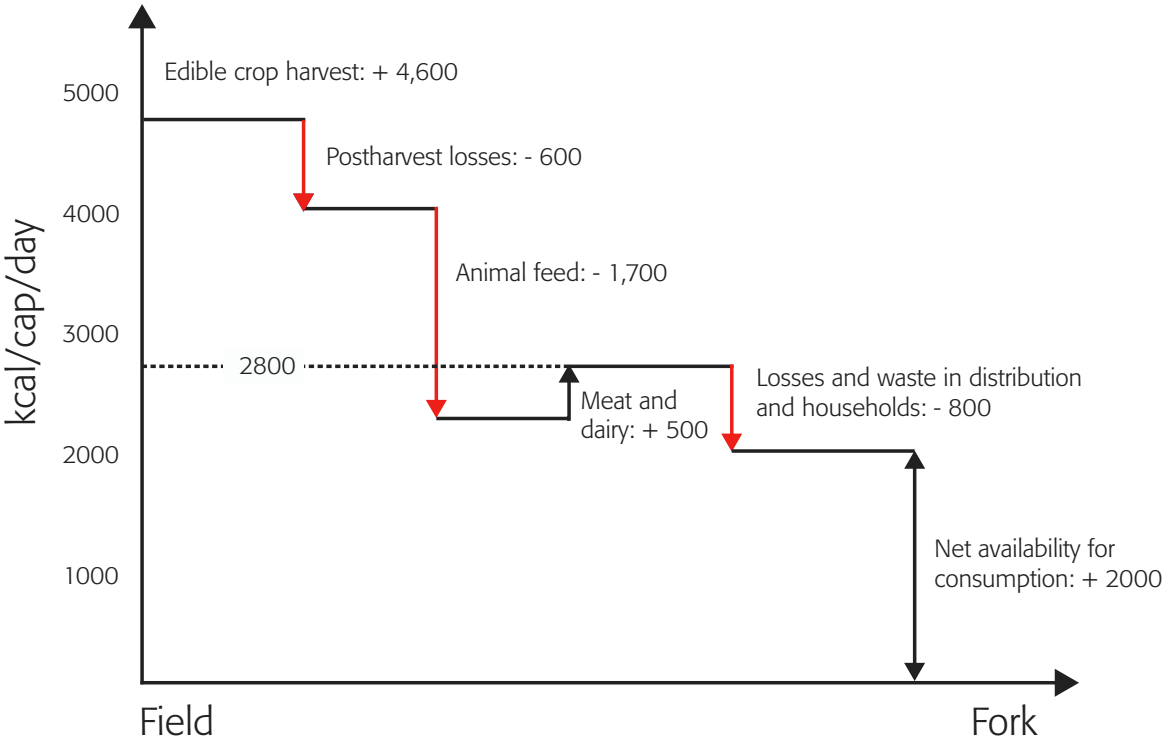 Edible crop harvest: + 4,600
5000
Postharvest losses: - 600
4000
Animal feed: - 1,700
3000
2800
Losses and waste in distribution
and households: - 800
Meat and
dairy: + 500
2000
Net availability for
consumption: + 2000
1000
kcal/cap/day
Field
Fork